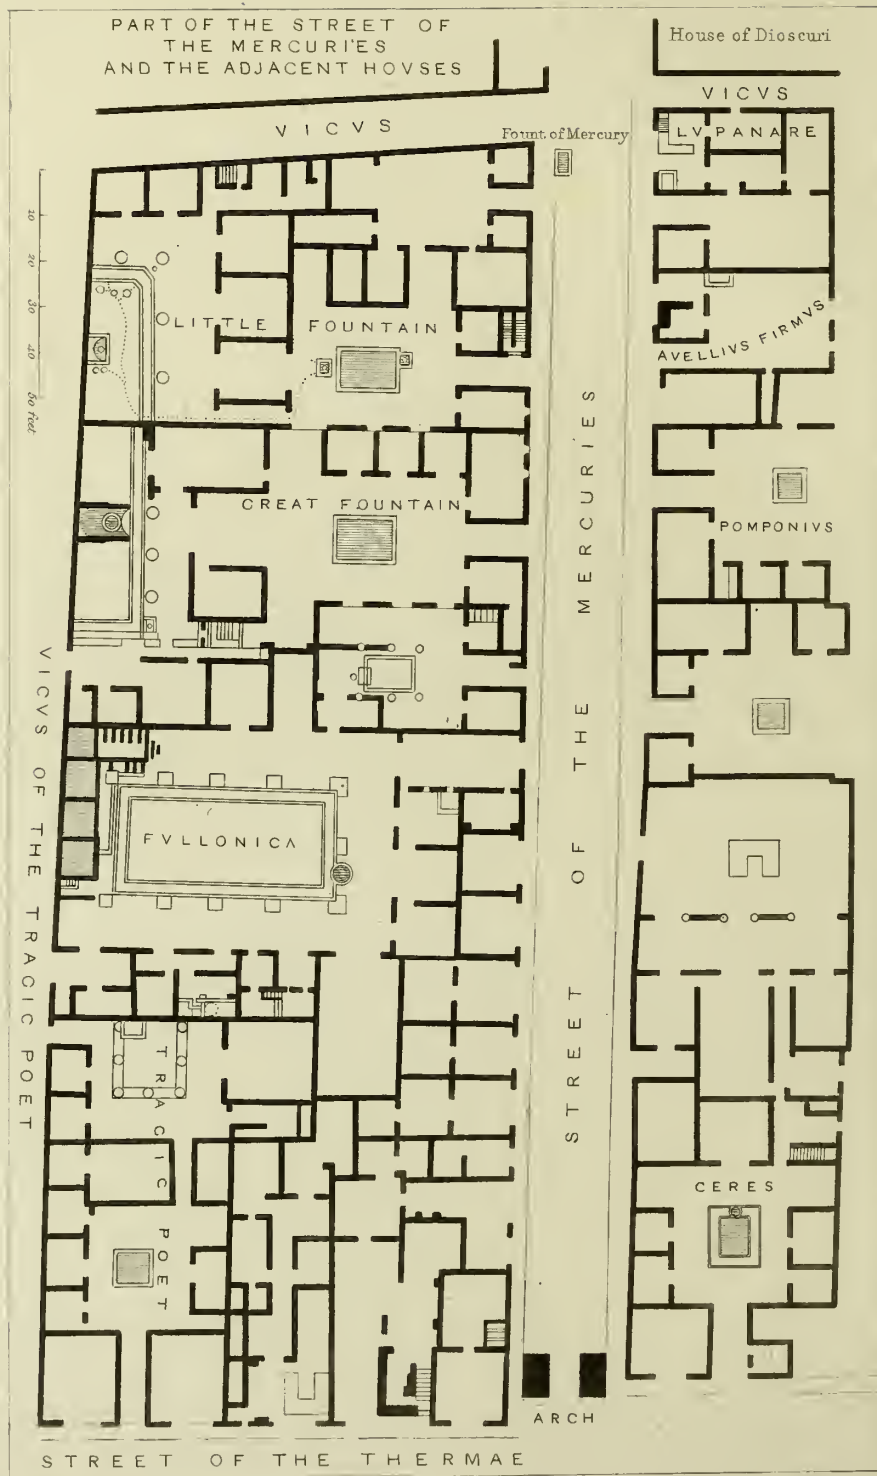 PART OF THE STREET OF
THE MERCURI'ES
AND THE ADJACENT HOVSES
House of Dioscuri
VICVS
VICVS
Fount of Mercury
LVPANARE
10
20
30
40
50 feet
LITTLE FOUNTAIN
AVELLIVS FIRMVS
GREAT FOUNTAIN
POMPONIVS
STREET OF THE MERCURIES
VICVS OF THE TRAGIC POET
FVLLONICA
TRAGIC POET
CERES
ARCH
STREET OF THE THERMAE